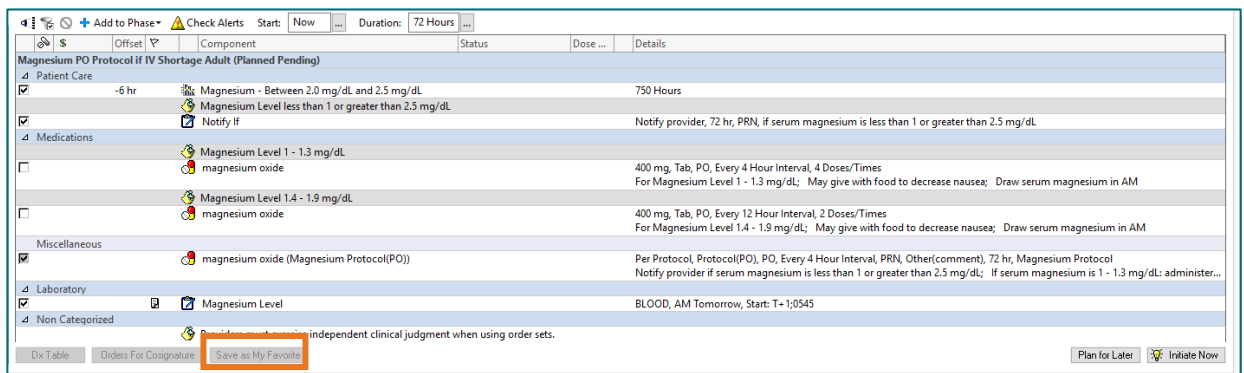 Add to Phase Check Alerts Start: Now ... Duration: 72 Hours ...
$ Offset Component Status Dose ... Details
Magnesium PO Protocol if IV Shortage Adult (Planned Pending)
Patient Care
-6 hr Magnesium - Between 2.0 mg/dL and 2.5 mg/dL 750 Hours
Magnesium Level less than 1 or greater than 2.5 mg/dL
Notify If Notify provider, 72 hr, PRN, if serum magnesium is less than 1 or greater than 2.5 mg/dL
Medications
Magnesium Level 1 - 1.3 mg/dL
magnesium oxide 400 mg, Tab, PO, Every 4 Hour Interval, 4 Doses/Times
For Magnesium Level 1 - 1.3 mg/dL; May give with food to decrease nausea; Draw serum magnesium in AM
Magnesium Level 1.4 - 1.9 mg/dL
magnesium oxide 400 mg, Tab, PO, Every 12 Hour Interval, 2 Doses/Times
For Magnesium Level 1.4 - 1.9 mg/dL; May give with food to decrease nausea; Draw serum magnesium in AM
Miscellaneous
magnesium oxide (Magnesium Protocol(PO)) Per Protocol, Protocol(PO), PO, Every 4 Hour Interval, PRN, Other(comment), 72 hr, Magnesium Protocol
Notify provider if serum magnesium is less than 1 or greater than 2.5 mg/dL; If serum magnesium is 1 - 1.3 mg/dL: administer...
Laboratory
Magnesium Level BLOOD, AM Tomorrow, Start: T+1;0545
Non Categorized
independent clinical judgment when using order sets.
Dx Table Orders For Cosignature Save as My Favorite Plan for Later Initiate Now